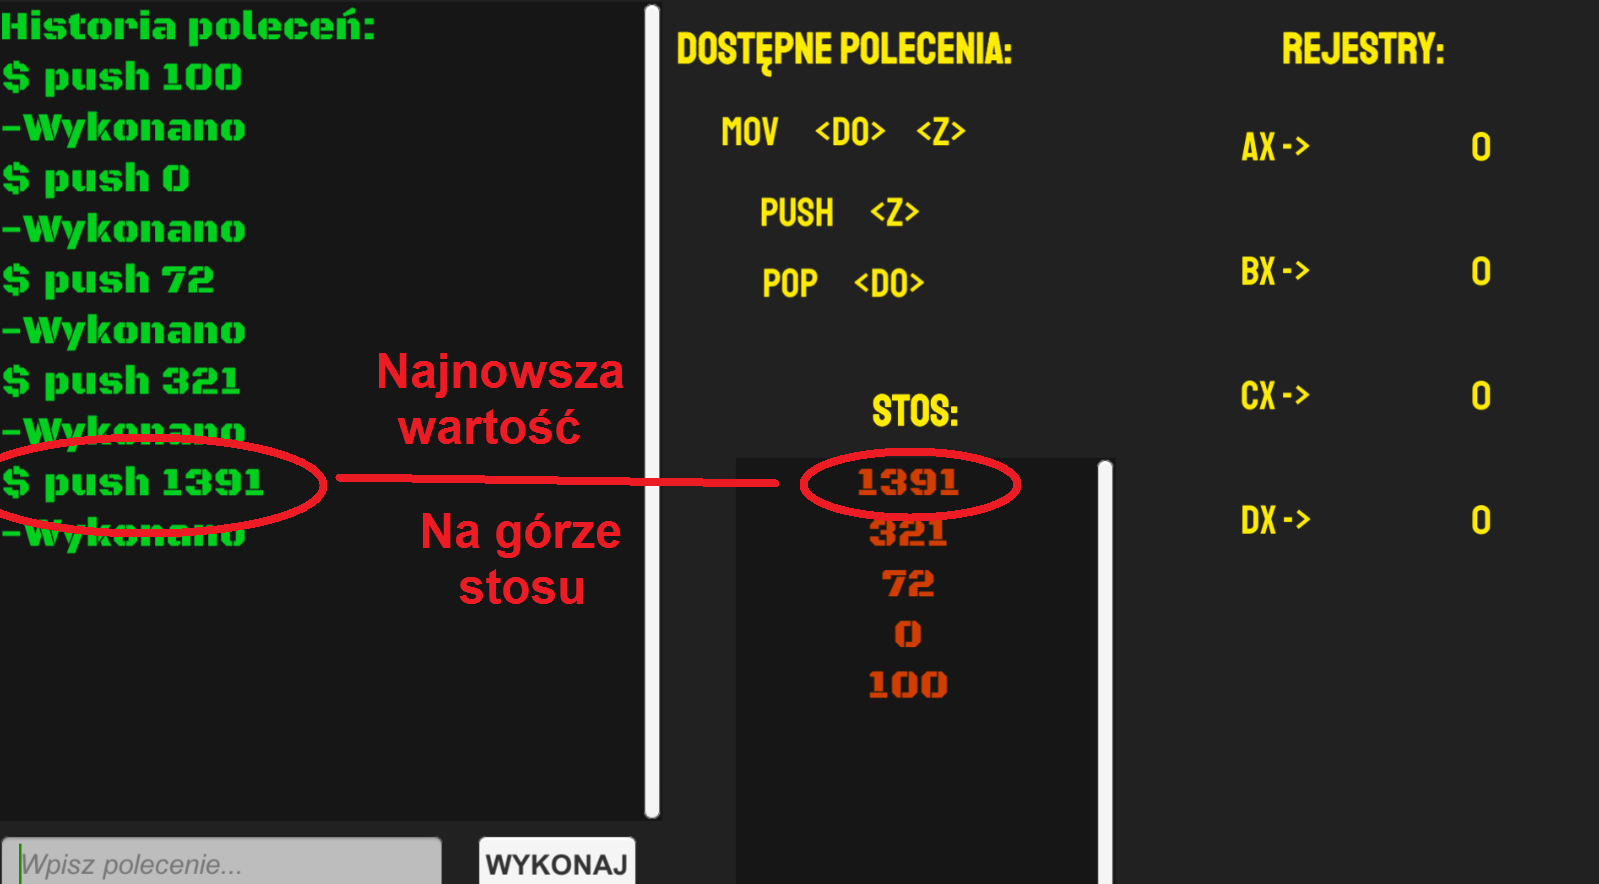 Historia poleceń:
$ push 100
-Wykonano
$ push 0
-Wykonano
$ push 72
-Wykonano
$ push 321
-Wykonano
$ push 1391
-Wykonano
Najnowsza
wartość
Na górze
stosu
Wpisz polecenie...
WYKONAJ
DOSTĘPNE POLECENIA:
MOV <DO> <Z>
PUSH <Z>
POP <DO>
STOS:
1391
321
72
0
100
REJESTRY:
AX -> 0
BX -> 0
CX -> 0
DX -> 0